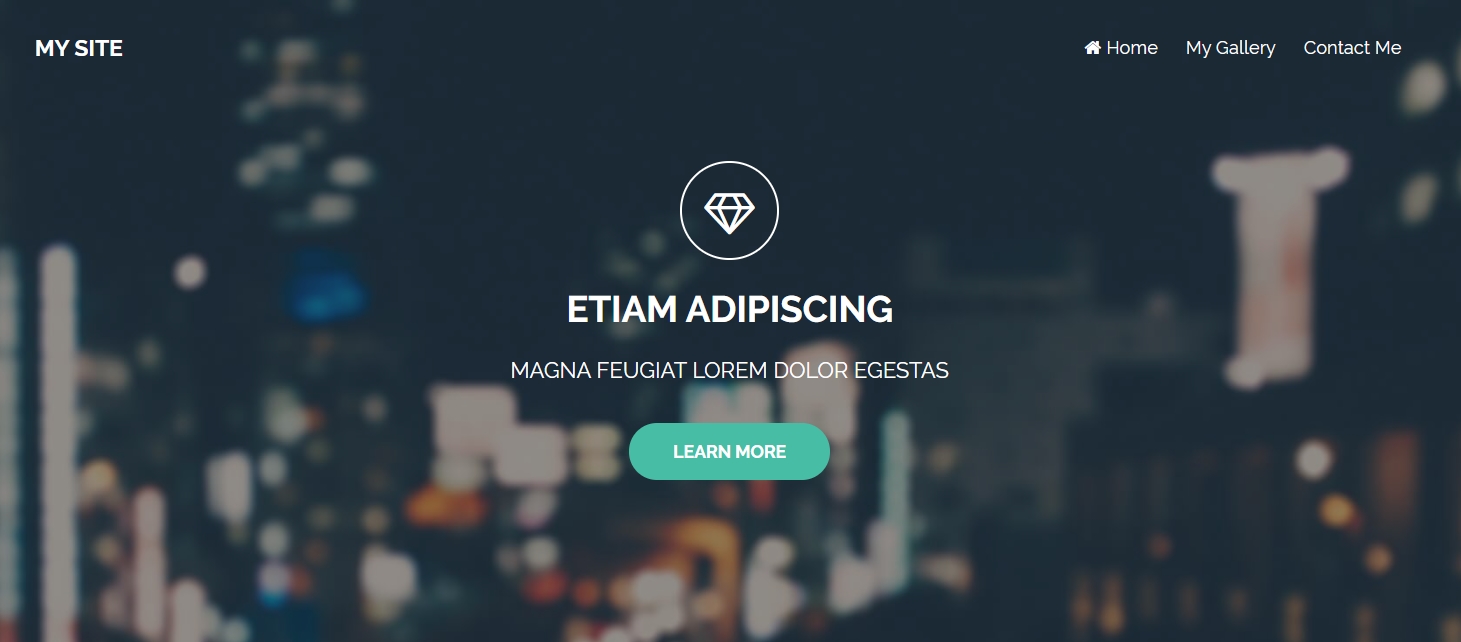 MY SITE
Home My Gallery Contact Me
ETIAM ADIPISCING
MAGNA FEUGIAT LOREM DOLOR EGESTAS
LEARN MORE